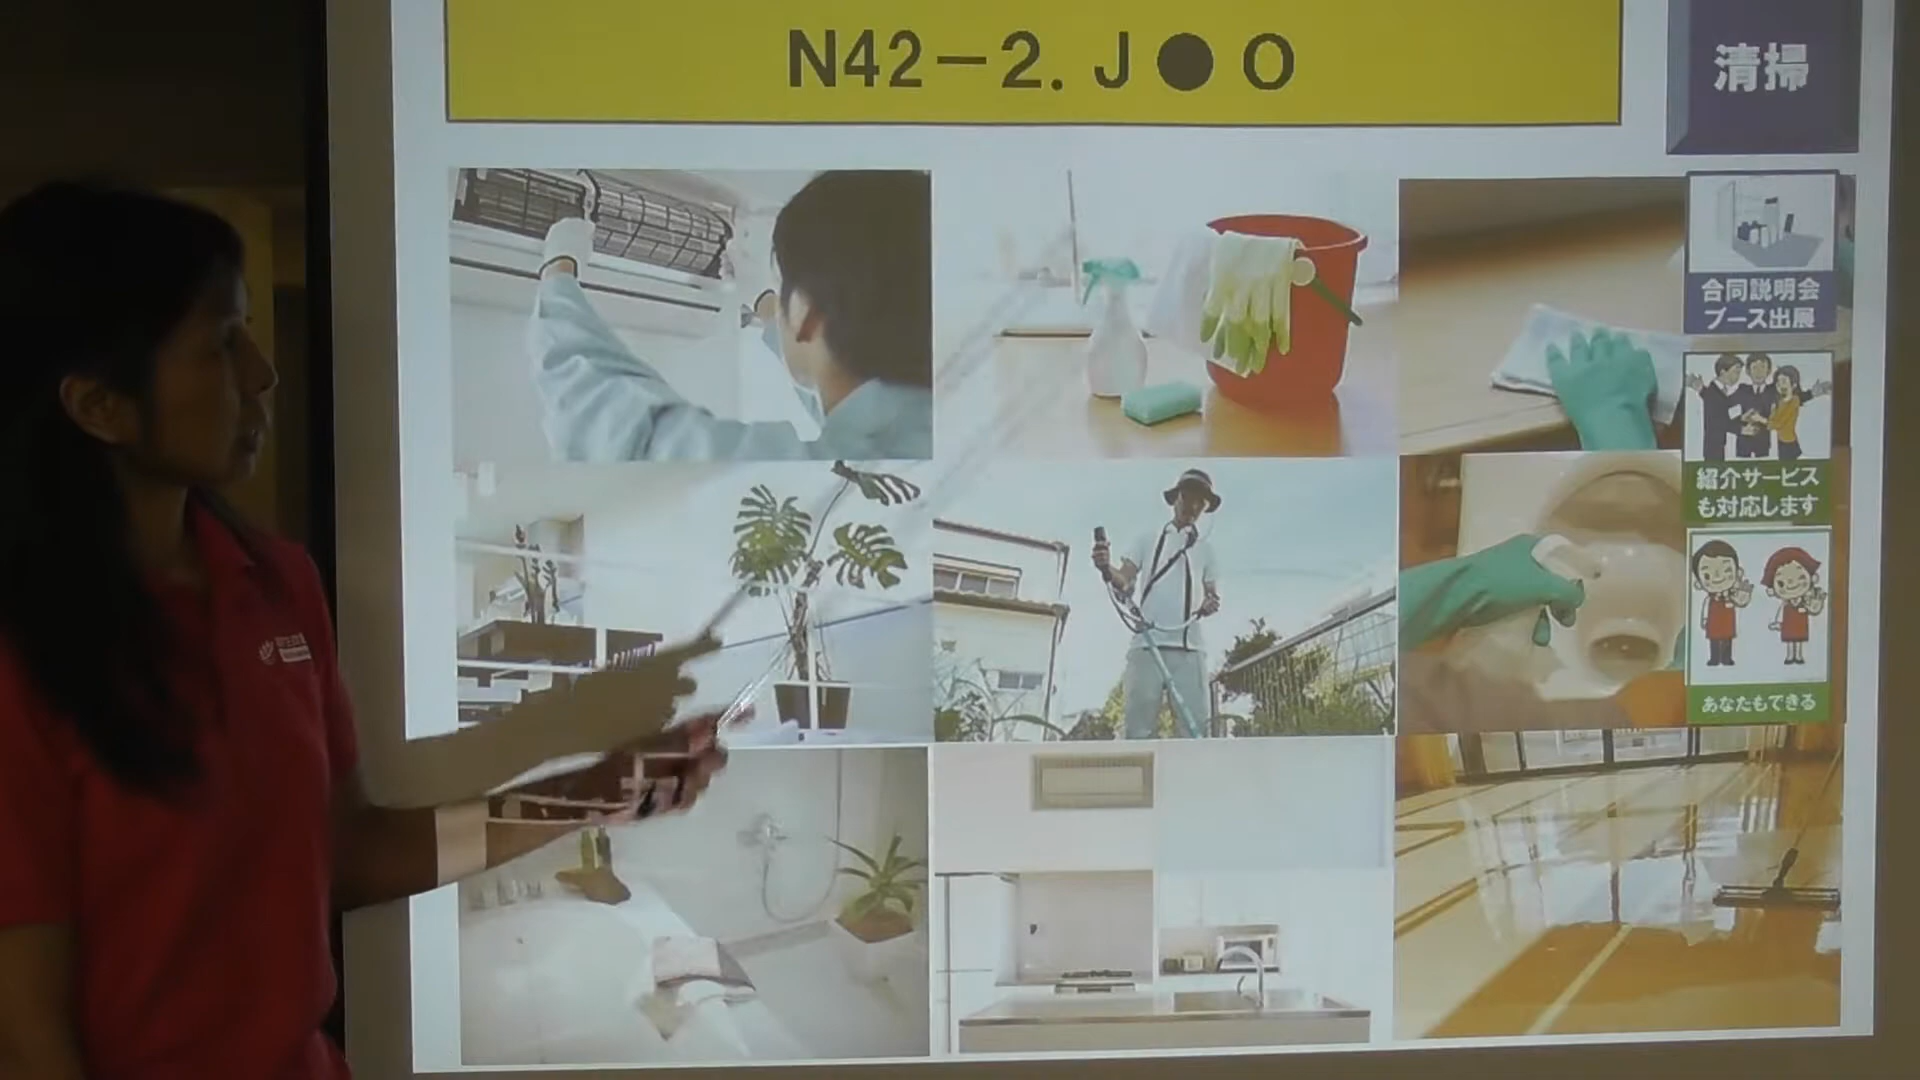 N42－2. J●O
清掃
合同説明会
ブース出展
紹介サービス
も対応します
あなたもできる